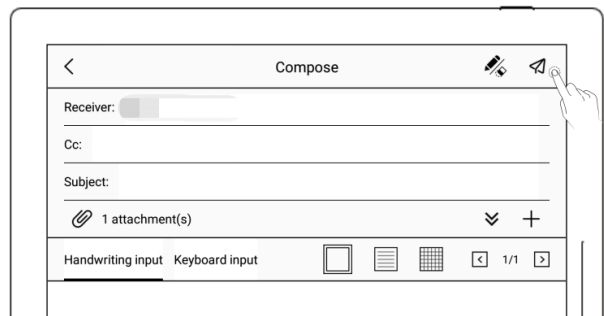 Compose
Receiver:
Cc:
Subject:
1 attachment(s)
Handwriting input Keyboard input 1/1